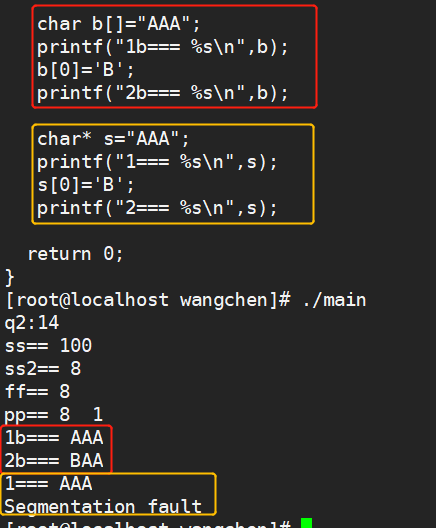 char b[]="AAA";
printf("1b=== %s\n",b);
b[0]='B';
printf("2b=== %s\n",b);
char* s="AAA";
printf("1=== %s\n",s);
s[0]='B';
printf("2=== %s\n",s);
return 0;
}
[root@localhost wangchen]# ./main
q2:14
ss== 100
ss2== 8
ff== 8
pp== 8  1
1b=== AAA
2b=== BAA
1=== AAA
Segmentation fault
[root@localhost wangchen]#